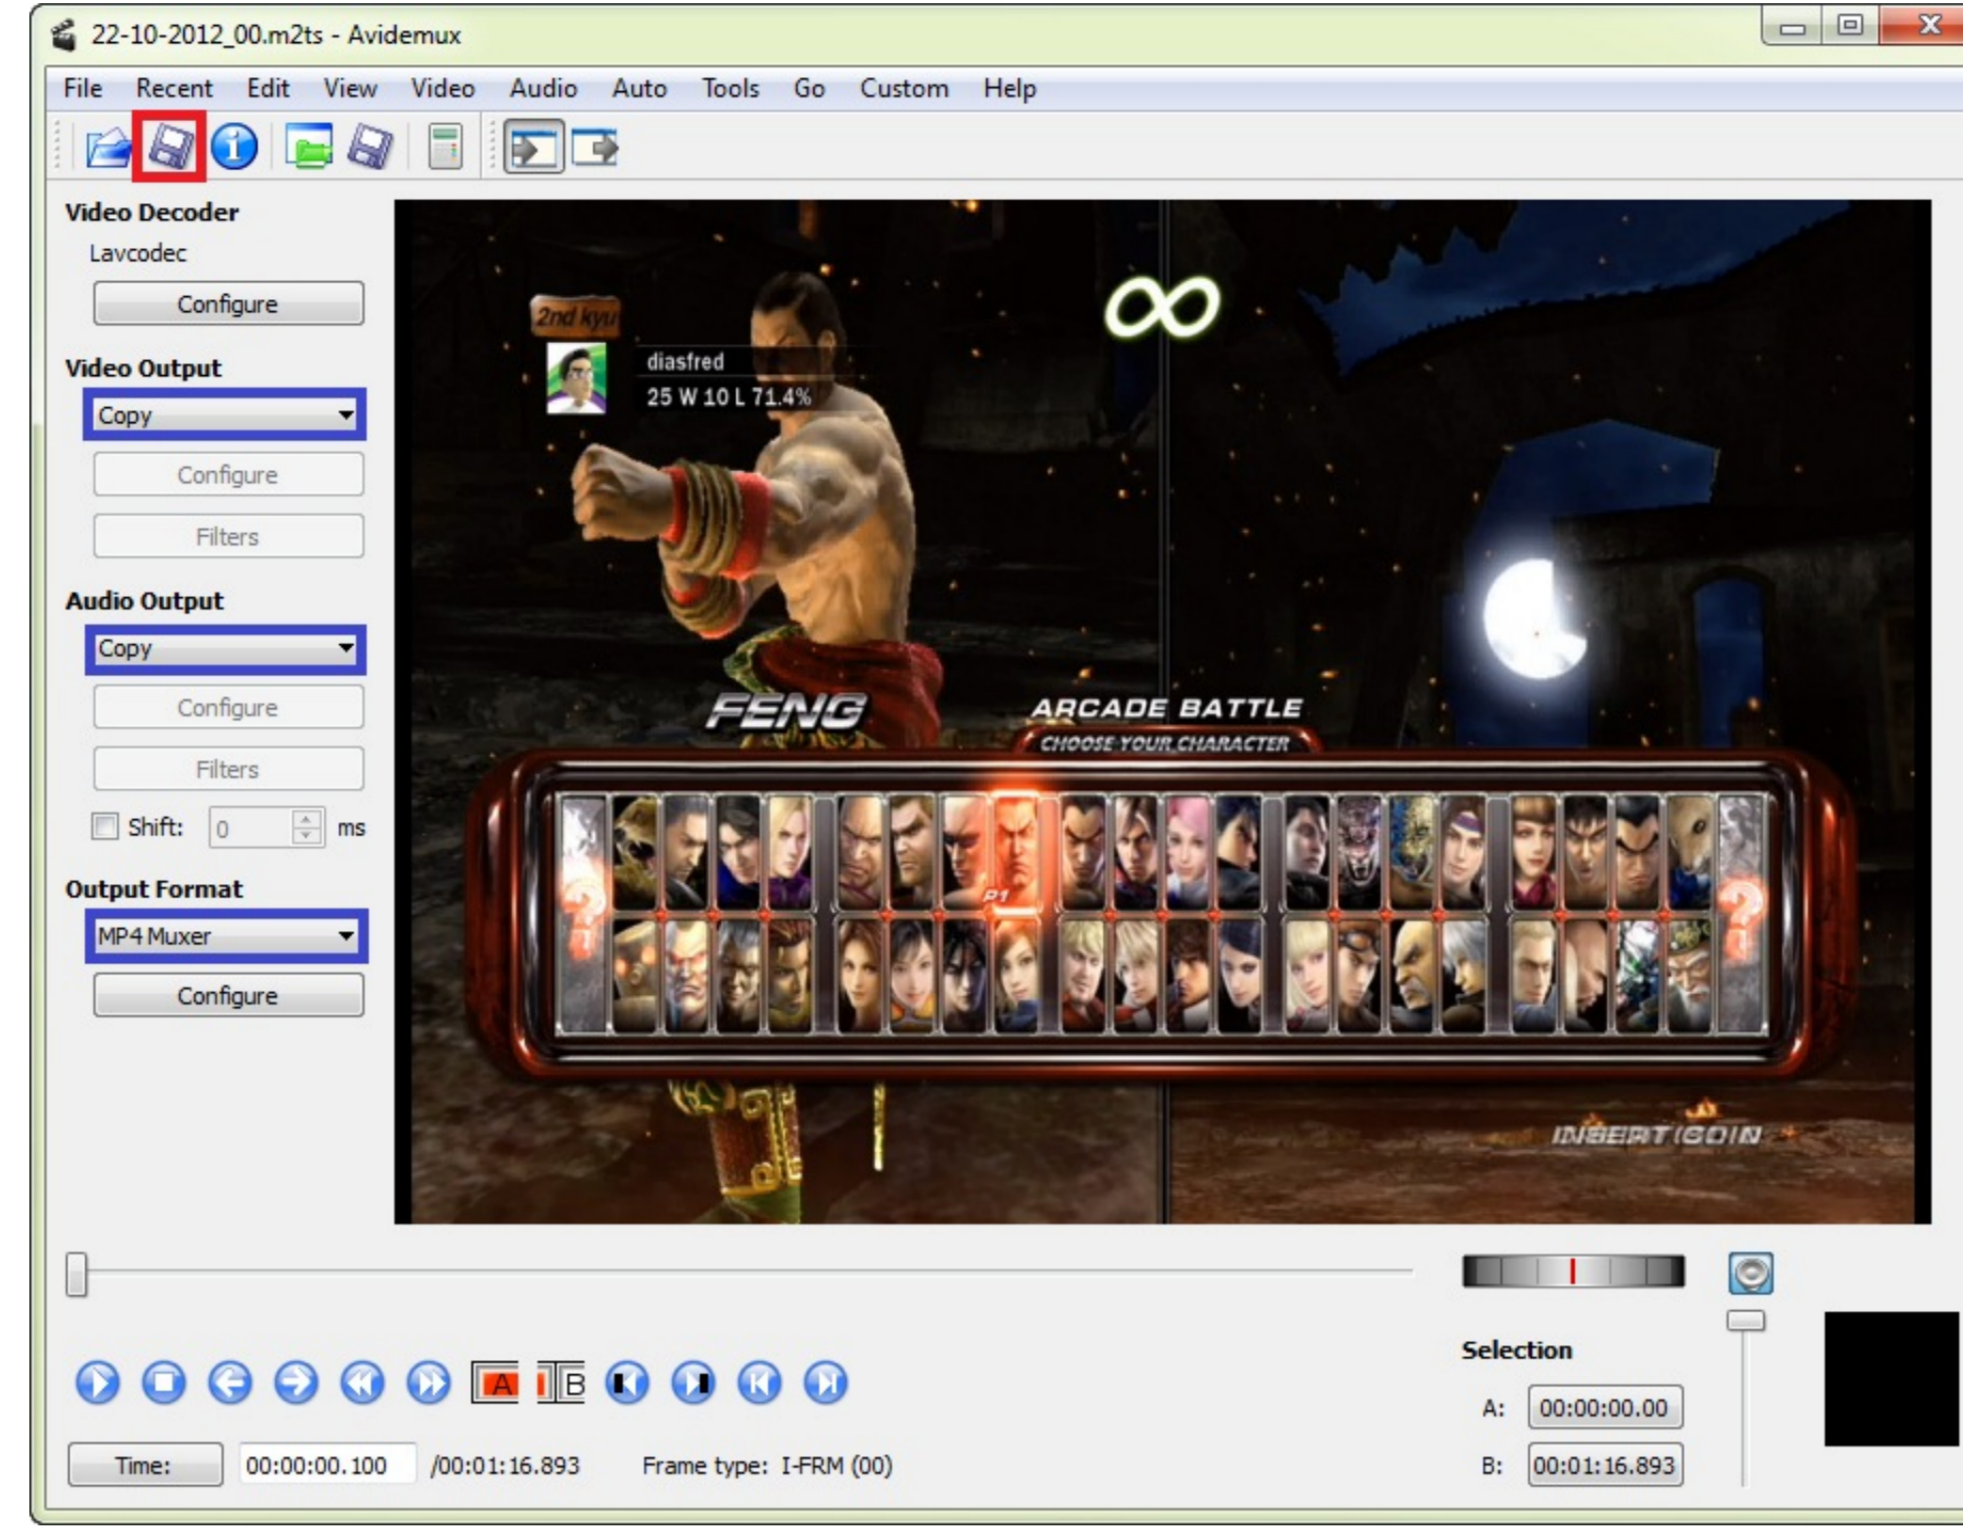 22-10-2012_00.m2ts - Avidemux
File Recent Edit View Video Audio Auto Tools Go Custom Help
Video Decoder
Lavcodec
Configure
Video Output
Copy
Configure
Filters
Audio Output
Copy
Configure
Filters
Shift: 0 ms
Output Format
MP4 Muxer
Configure
2nd kyu
diasfred
25 W 10 L 71.4%
∞
FENG
ARCADE BATTLE
CHOOSE YOUR CHARACTER
?
P1
?
INSERT COIN
A B
Selection
A: 00:00:00.00
Time: 00:00:00.100 /00:01:16.893 Frame type: I-FRM (00)
B: 00:01:16.893